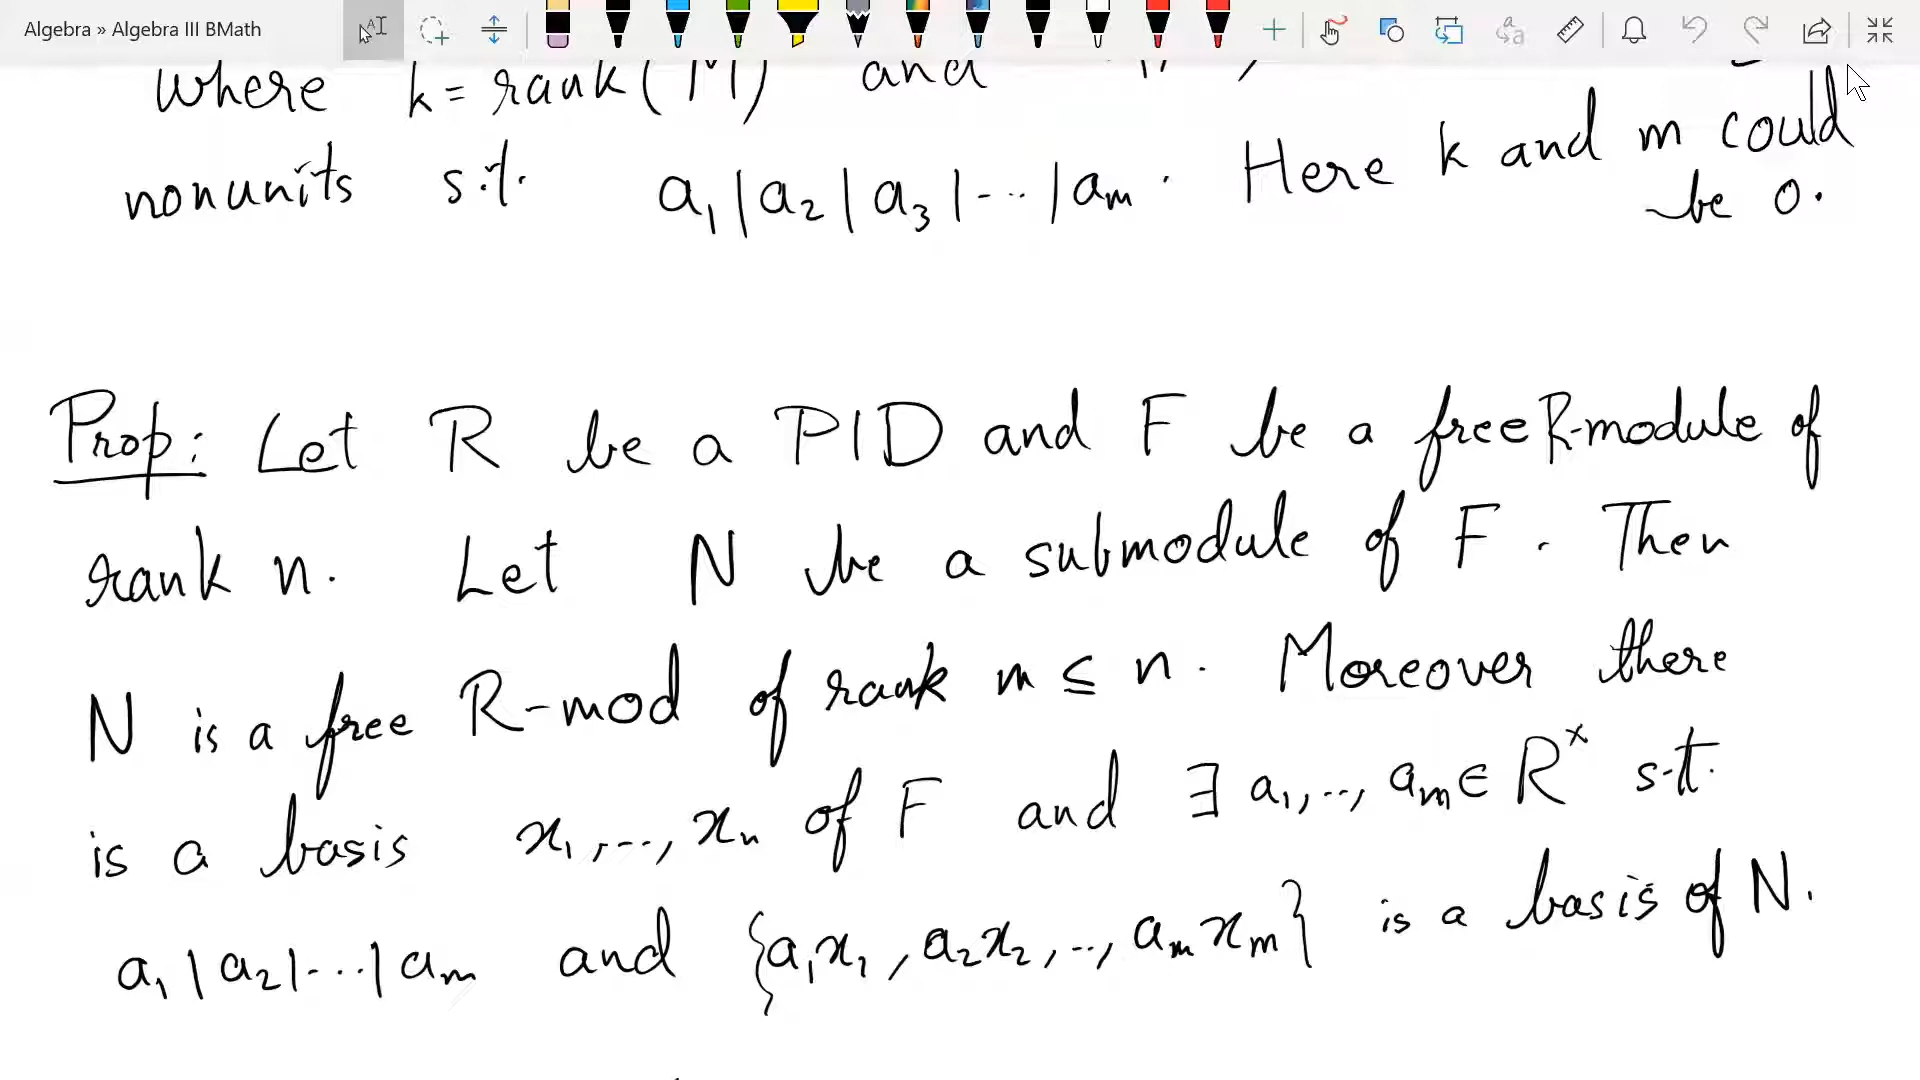 Algebra » Algebra III BMath
where k = rank(M) and
nonunits s.t. a₁ | a₂ | a₃ | --- | aₘ. Here k and m could
be 0.
Prop: Let R be a PID and F be a free R-module of
rank n. Let N be a submodule of F. Then
N is a free R-mod of rank m ≤ n. Moreover there
is a basis x₁, ---, xₙ of F and ∃ a₁, .., aₘ ∈ Rˣ s.t.
a₁ | a₂ | --- | aₘ and {a₁x₁, a₂x₂, .., aₘxₘ} is a basis of N.